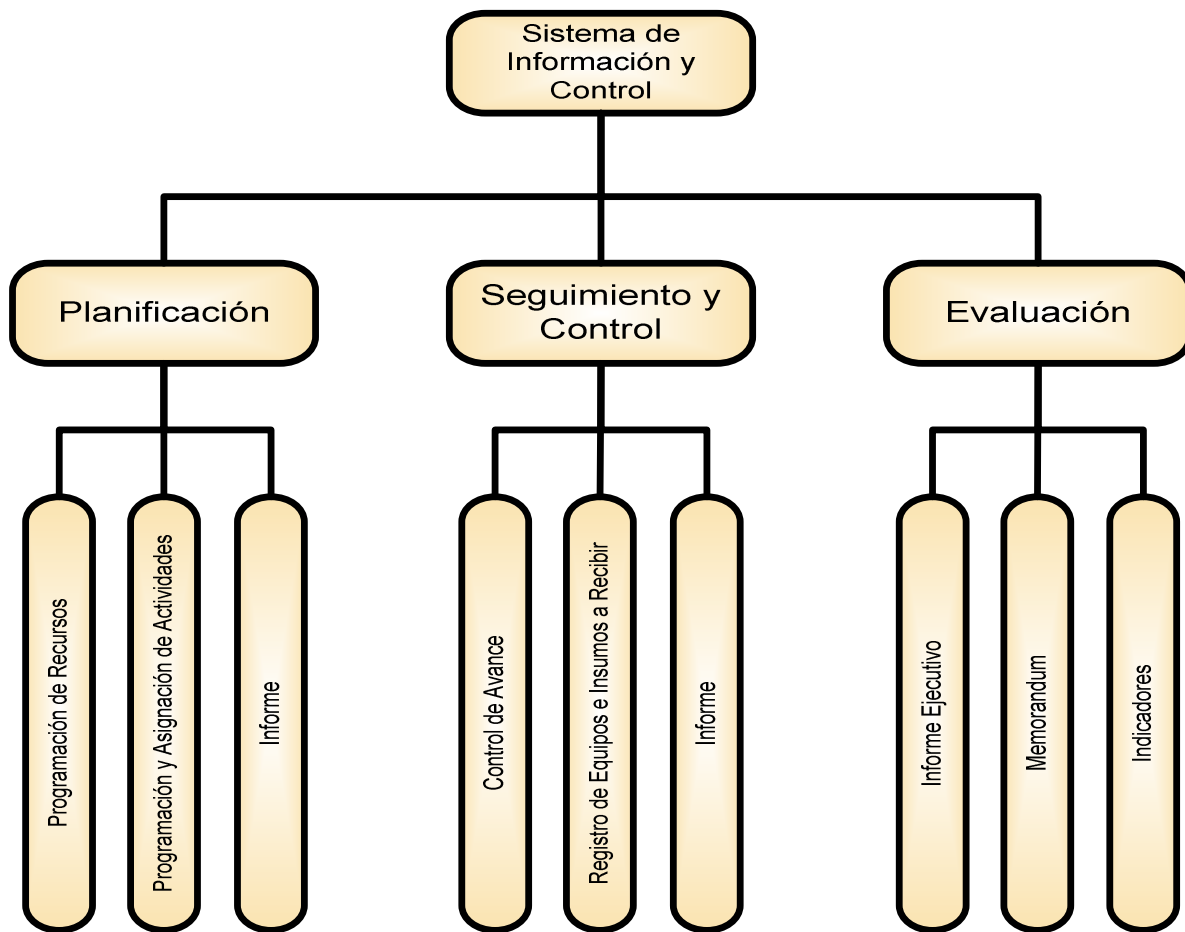 Sistema de
Información y
Control
Planificación
Seguimiento y
Control
Evaluación
Programación de Recursos
Programación y Asignación de Actividades
Informe
Control de Avance
Registro de Equipos e Insumos a Recibir
Informe
Informe Ejecutivo
Memorandum
Indicadores